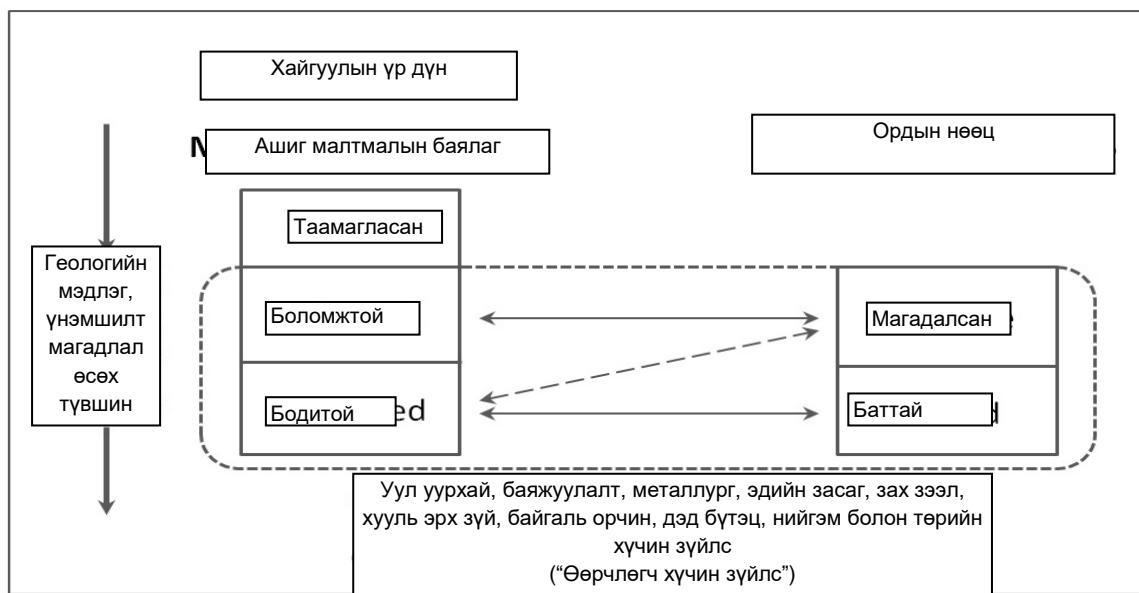 Хайгуулын үр дүн
Ашиг малтмалын баялаг
Ордын нөөц
Таамагласан
Геологийн
мэдлэг,
үнэмшилт
магадлал
өсөх
түвшин
Боломжтой
Магадалсан
Бодитой ed
Баттай d
Уул уурхай, баяжуулалт, металлург, эдийн засаг, зах зээл,
хууль эрх зүй, байгаль орчин, дэд бүтэц, нийгэм болон төрийн
хүчин зүйлс
(“Өөрчлөгч хүчин зүйлс”)